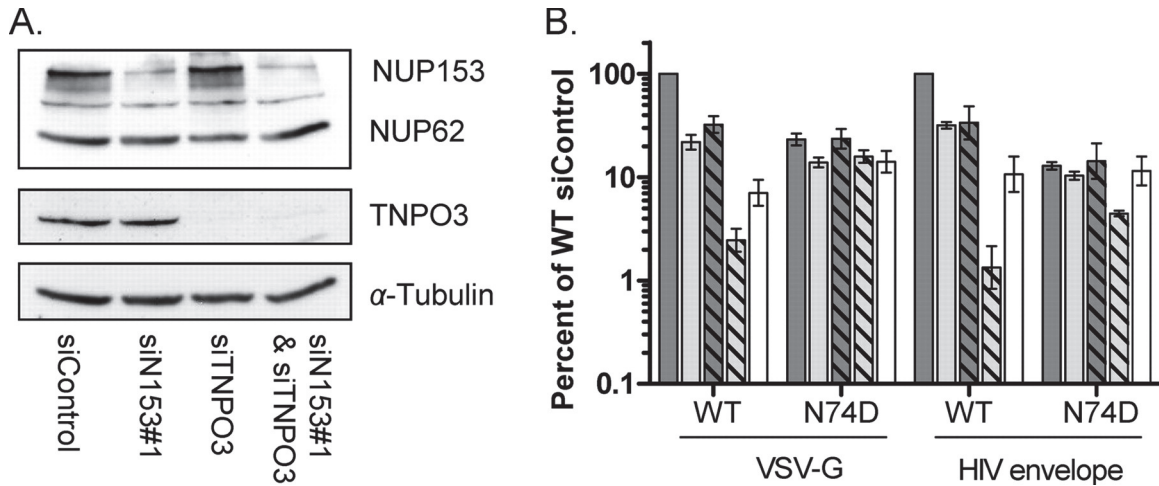 A.
NUP153
NUP62
TNPO3
α-Tubulin
siControl
siN153#1
siTNPO3
siN153#1
& siTNPO3
B.
Percent of WT siControl
100
10
1
0.1
WT
N74D
WT
N74D
VSV-G
HIV envelope